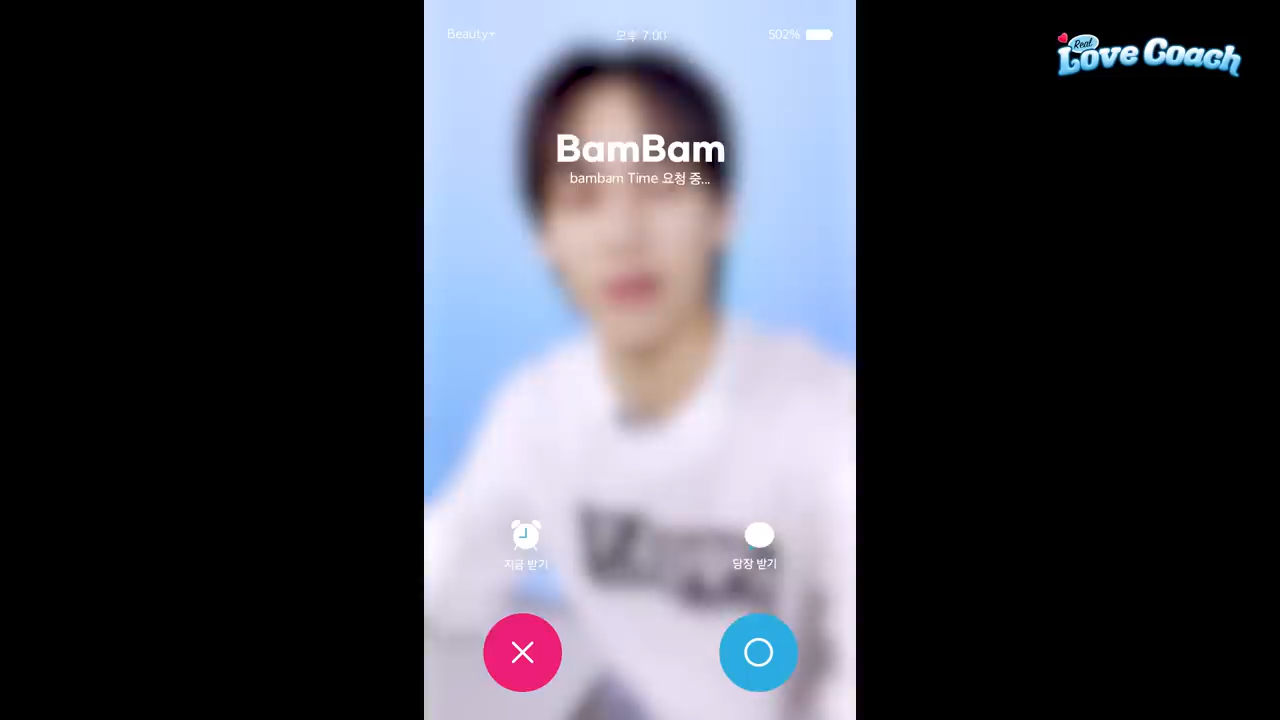 Beauty+ 오후 7:00 502%
Real
Love Coach
BamBam
bambam Time 요청 중...
지금 받기 당장 받기